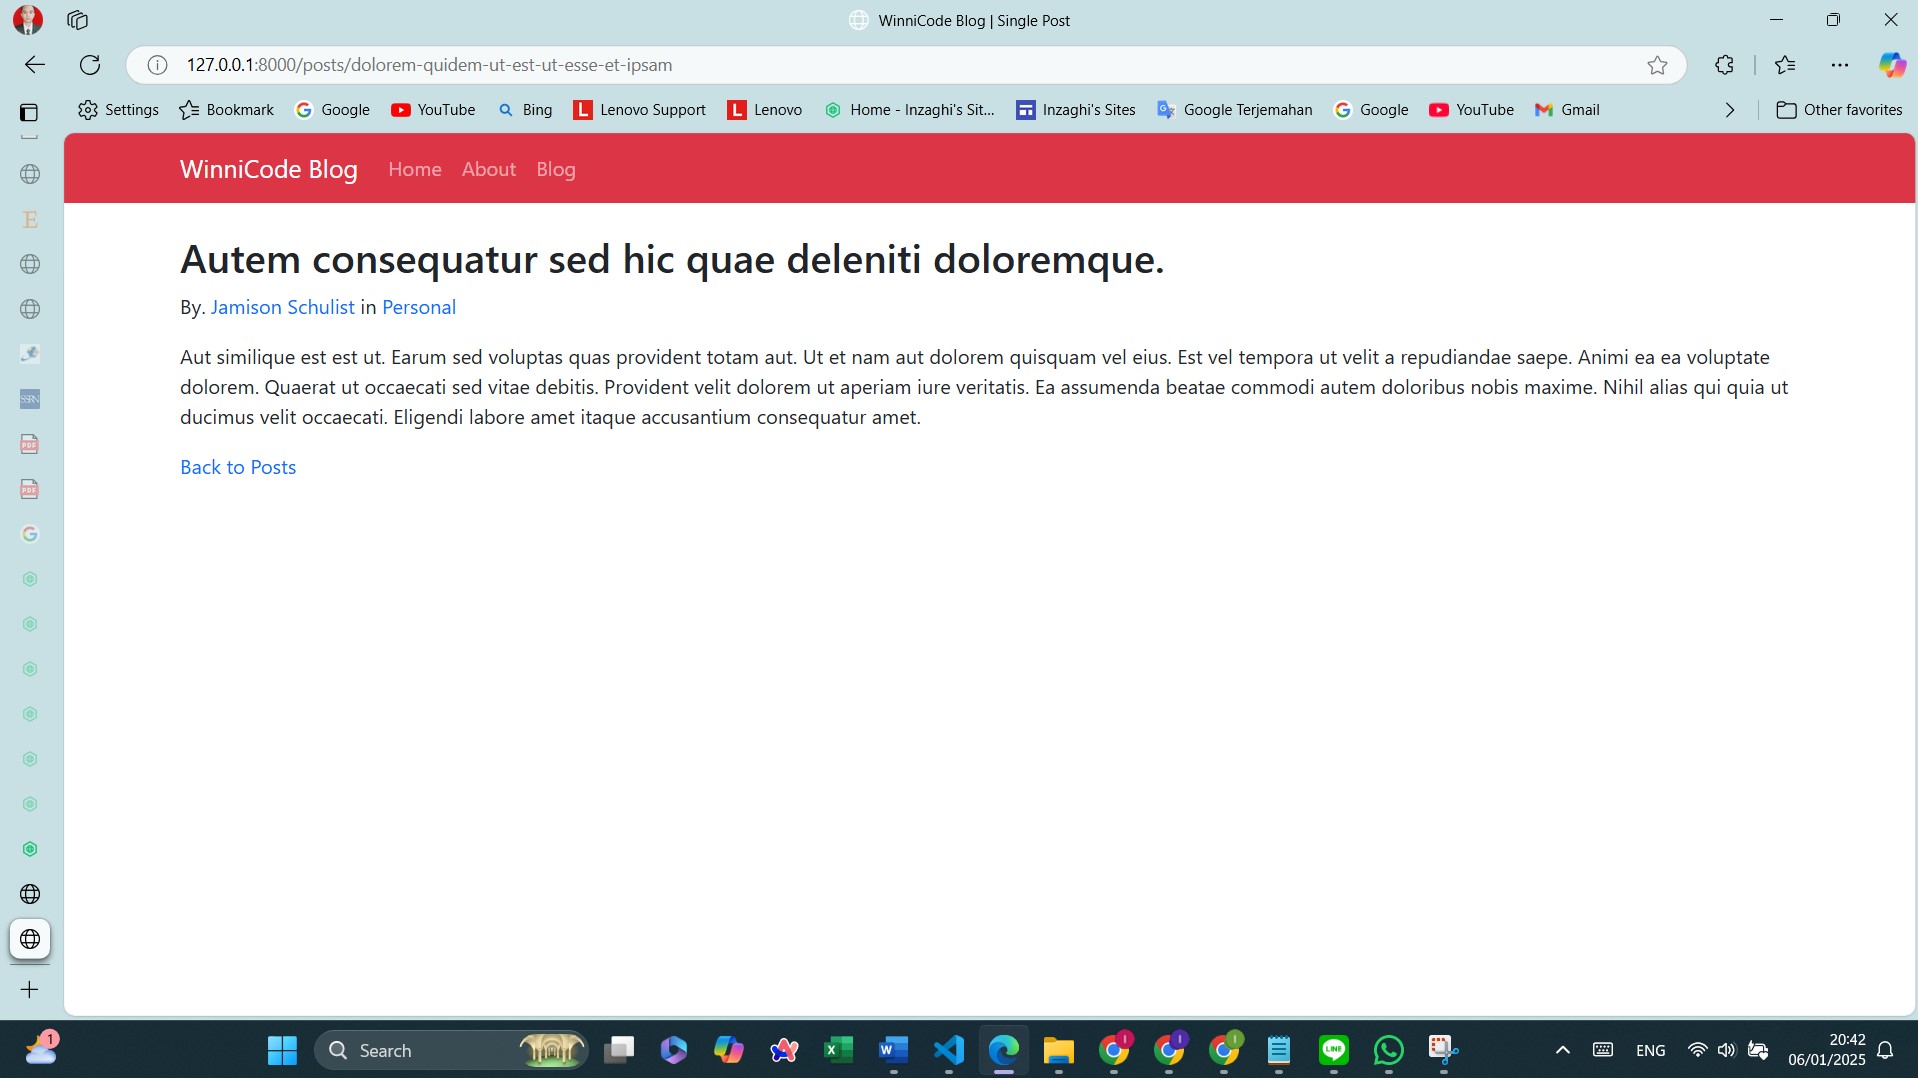 WinniCode Blog | Single Post
127.0.0.1:8000/posts/dolorem-quidem-ut-est-ut-esse-et-ipsam
Settings Bookmark Google YouTube Bing Lenovo Support Lenovo Home - Inzaghi's Sit... Inzaghi's Sites Google Terjemahan Google YouTube Gmail Other favorites
WinniCode Blog Home About Blog
Autem consequatur sed hic quae deleniti doloremque.
By. Jamison Schulist in Personal
Aut similique est est ut. Earum sed voluptas quas provident totam aut. Ut et nam aut dolorem quisquam vel eius. Est vel tempora ut velit a repudiandae saepe. Animi ea ea voluptate
dolorem. Quaerat ut occaecati sed vitae debitis. Provident velit dolorem ut aperiam iure veritatis. Ea assumenda beatae commodi autem doloribus nobis maxime. Nihil alias qui quia ut
ducimus velit occaecati. Eligendi labore amet itaque accusantium consequatur amet.
Back to Posts
E
SSRN
PDF
PDF
1
Search
LINE
ENG
20:42
06/01/2025